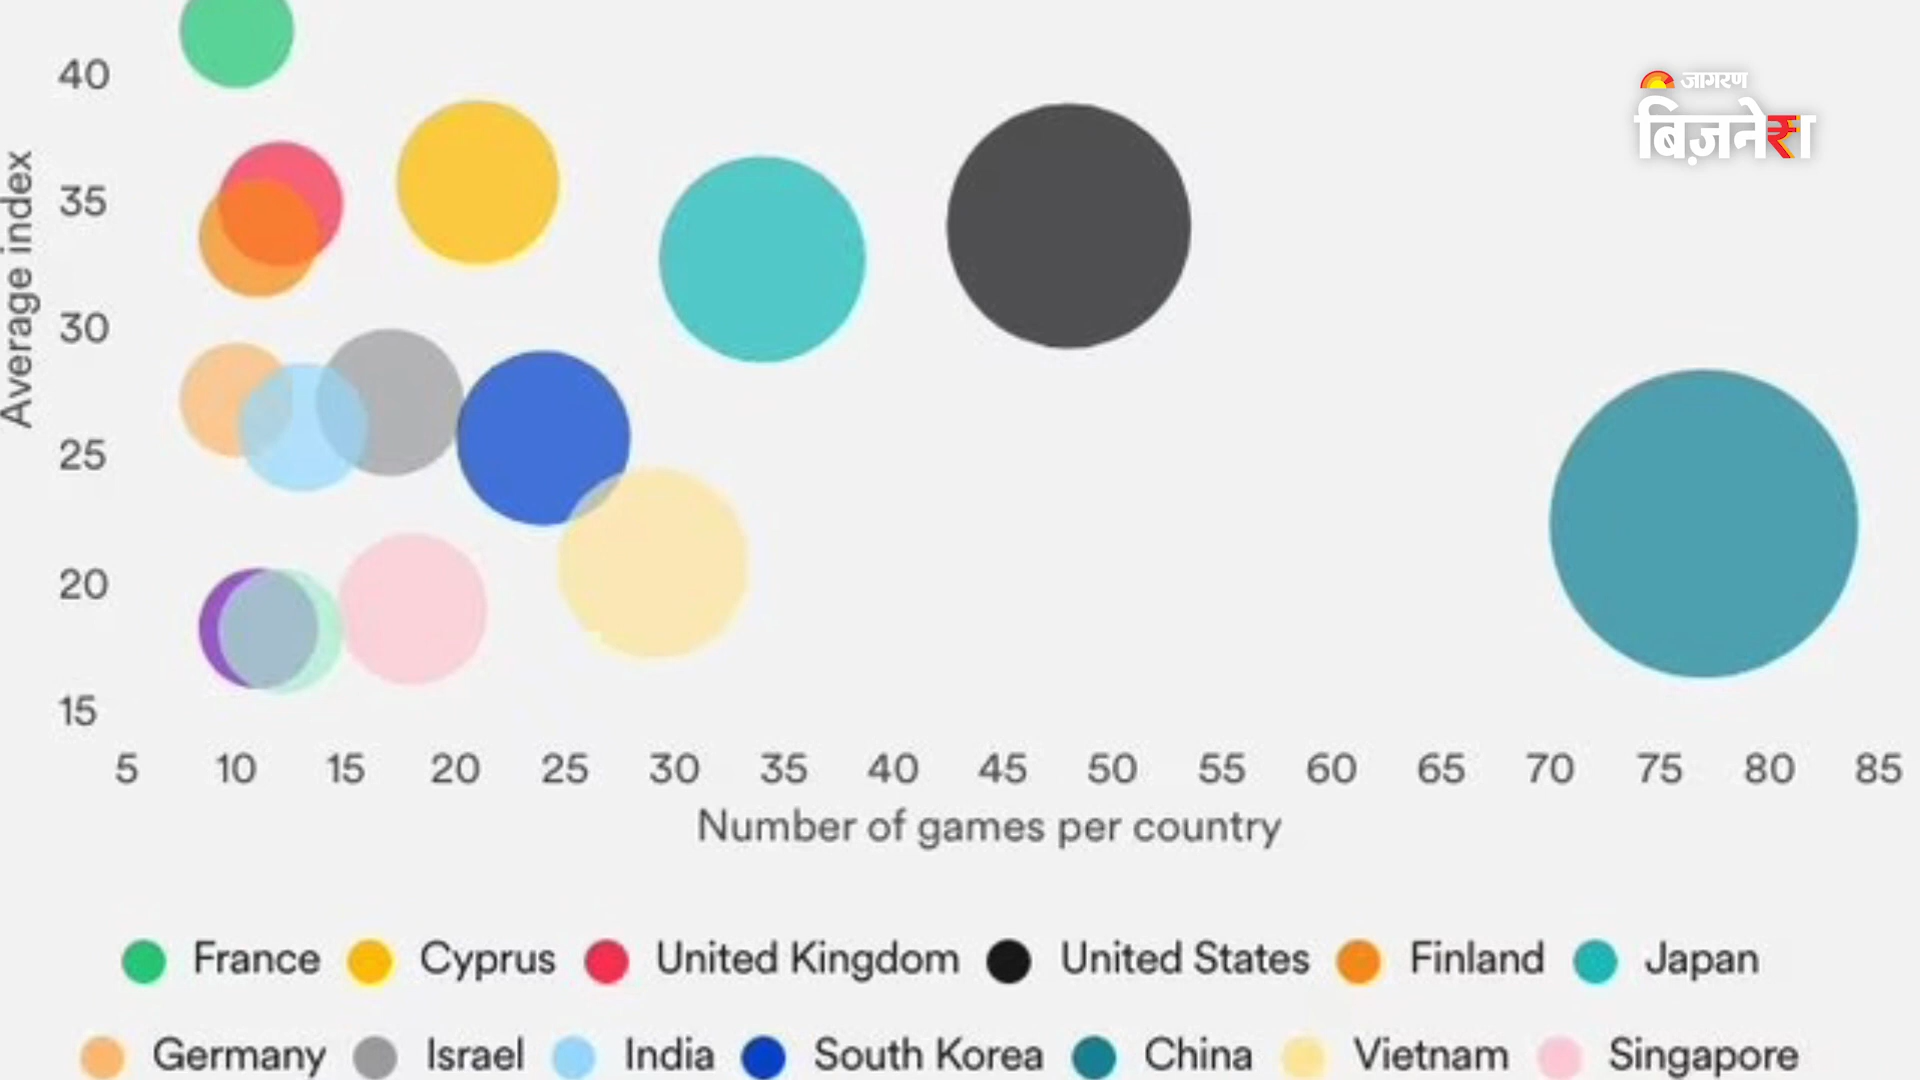 40
जागरण
बिज़नेस
35
Average index
30
25
20
15
5 10 15 20 25 30 35 40 45 50 55 60 65 70 75 80 85
Number of games per country
France Cyprus United Kingdom United States Finland Japan
Germany Israel India South Korea China Vietnam Singapore